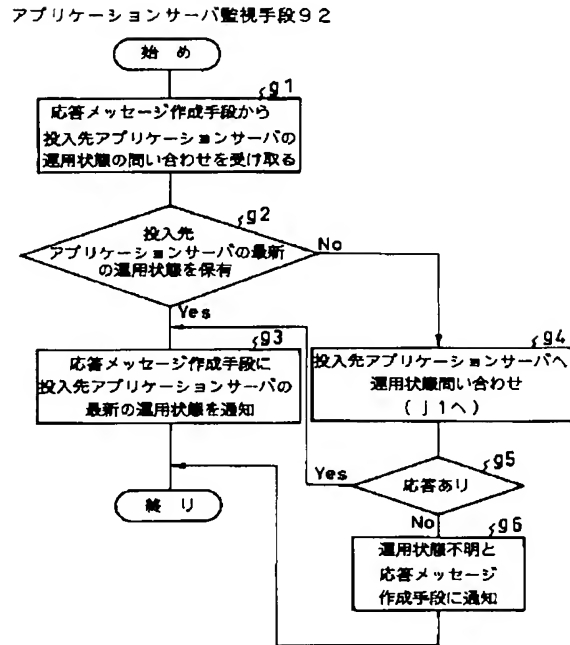 アプリケーションサーバ監視手段92
始め
g1
応答メッセージ作成手段から
投入先アプリケーションサーバの
運用状態の問い合わせを受け取る
g2
投入先
アプリケーションサーバの最新
の運用状態を保有
No
Yes
g3
応答メッセージ作成手段に
投入先アプリケーションサーバの
最新の運用状態を通知
g4
投入先アプリケーションサーバへ
運用状態問い合わせ
(j1へ)
g5
応答あり
Yes
No
終り
g6
運用状態不明と
応答メッセージ
作成手段に通知